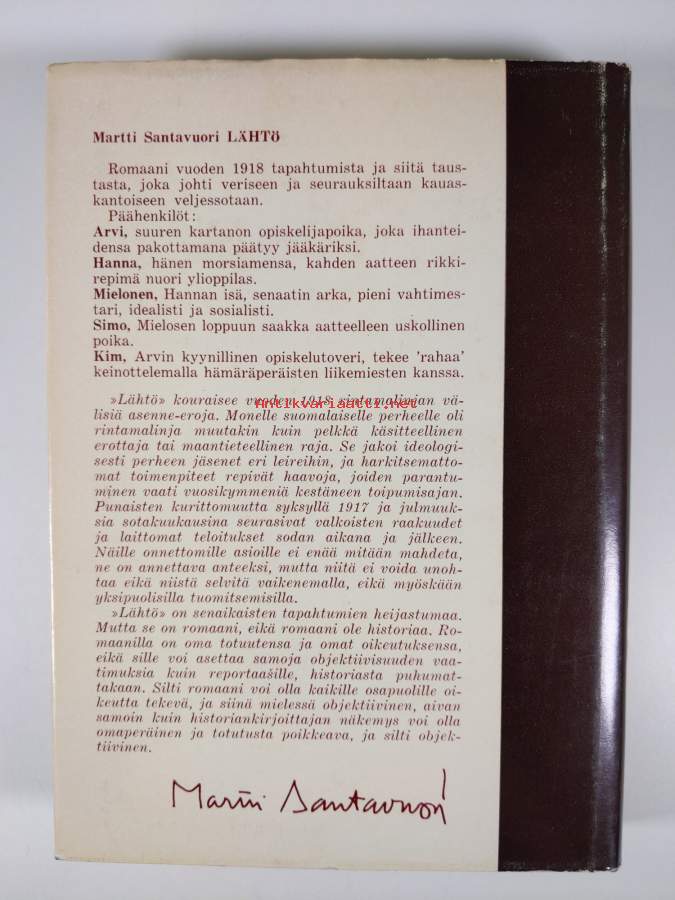 Martti Santavuori LÄHTÖ
Romaani vuoden 1918 tapahtumista ja siitä taus-
tasta, joka johti veriseen ja seurauksiltaan kauas-
kantoiseen veljessotaan.
Päähenkilöt:
Arvi, suuren kartanon opiskelijapoika, joka ihantei-
densa pakottamana päätyy jääkäriksi.
Hanna, hänen morsiamensa, kahden aatteen rikki-
repimä nuori ylioppilas.
Mielonen, Hannan isä, senaatin arka, pieni vahtimes-
tari, idealisti ja sosialisti.
Simo, Mielosen loppuun saakka aatteelleen uskollinen
poika.
Kim, Arvin kyynillinen opiskelutoveri, tekee 'rahaa'
keinottelemalla hämäräperäisten liikemiesten kanssa.
»Lähtö» kouraisee vuoden 1918 rintamalinjan vä-
antikvariaatti.net
lisiä asenne-eroja. Monelle suomalaiselle perheelle oli
rintamalinja muutakin kuin pelkkä käsitteellinen
erottaja tai maantieteellinen raja. Se jakoi ideologi-
sesti perheen jäsenet eri leireihin, ja harkitsematto-
mat toimenpiteet repivät haavoja, joiden parantu-
minen vaati vuosikymmeniä kestäneen toipumisajan.
Punaisten kurittomuutta syksyllä 1917 ja julmuuk-
sia sotakuukausina seurasivat valkoisten raakuudet
ja laittomat teloitukset sodan aikana ja jälkeen.
Näille onnettomille asioille ei enää mitään mahdeta,
ne on annettava anteeksi, mutta niitä ei voida unoh-
taa eikä niistä selvitä vaikenemalla, eikä myöskään
yksipuolisilla tuomitsemisilla.
»Lähtö» on senaikaisten tapahtumien heijastumaa.
Mutta se on romaani, eikä romaani ole historiaa. Ro-
maanilla on oma totuutensa ja omat oikeutuksensa,
eikä sille voi asettaa samoja objektiivisuuden vaa-
timuksia kuin reportaašille, historiasta puhumat-
takaan. Silti romaani voi olla kaikille osapuolille oi-
keutta tekevä, ja siinä mielessä objektiivinen, aivan
samoin kuin historiankirjoittajan näkemys voi olla
omaperäinen ja totutusta poikkeava, ja silti objek-
tiivinen.
Martti Santavuori